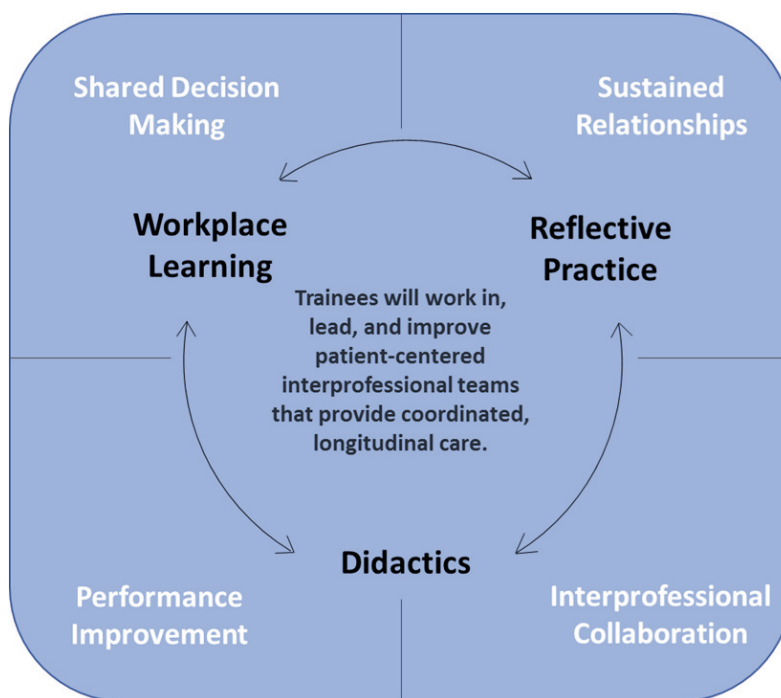 Shared Decision
Making
Sustained
Relationships
Workplace
Learning
Reflective
Practice
Trainees will work in,
lead, and improve
patient-centered
interprofessional teams
that provide coordinated,
longitudinal care.
Didactics
Performance
Improvement
Interprofessional
Collaboration